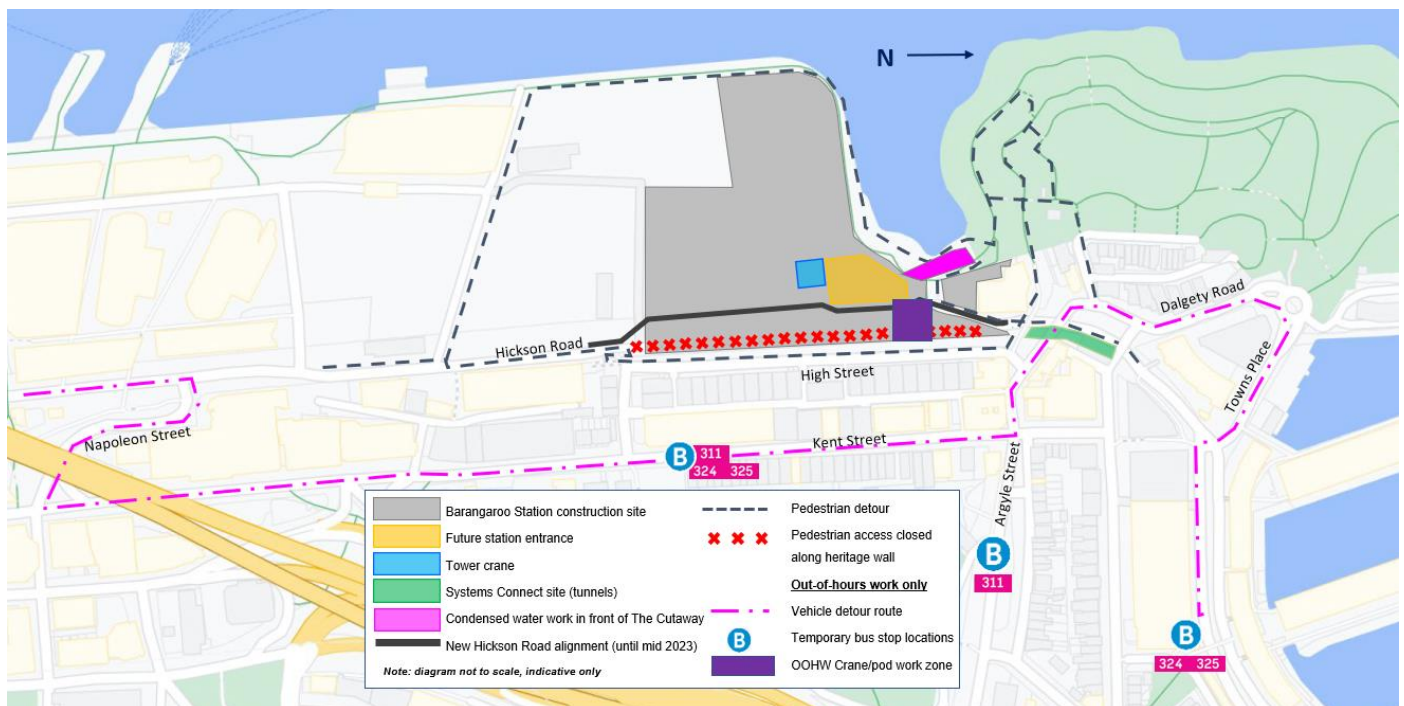 N
Dalgety Road
Hickson Road
High Street
Towns Place
Napoleon Street
Kent Street
B 311
324 325
Argyle Street
B
311
B
324 325
Barangaroo Station construction site
Future station entrance
Tower crane
Systems Connect site (tunnels)
Condensed water work in front of The Cutaway
New Hickson Road alignment (until mid 2023)
Note: diagram not to scale, indicative only
Pedestrian detour
Pedestrian access closed
along heritage wall
Out-of-hours work only
Vehicle detour route
B Temporary bus stop locations
OOHW Crane/pod work zone